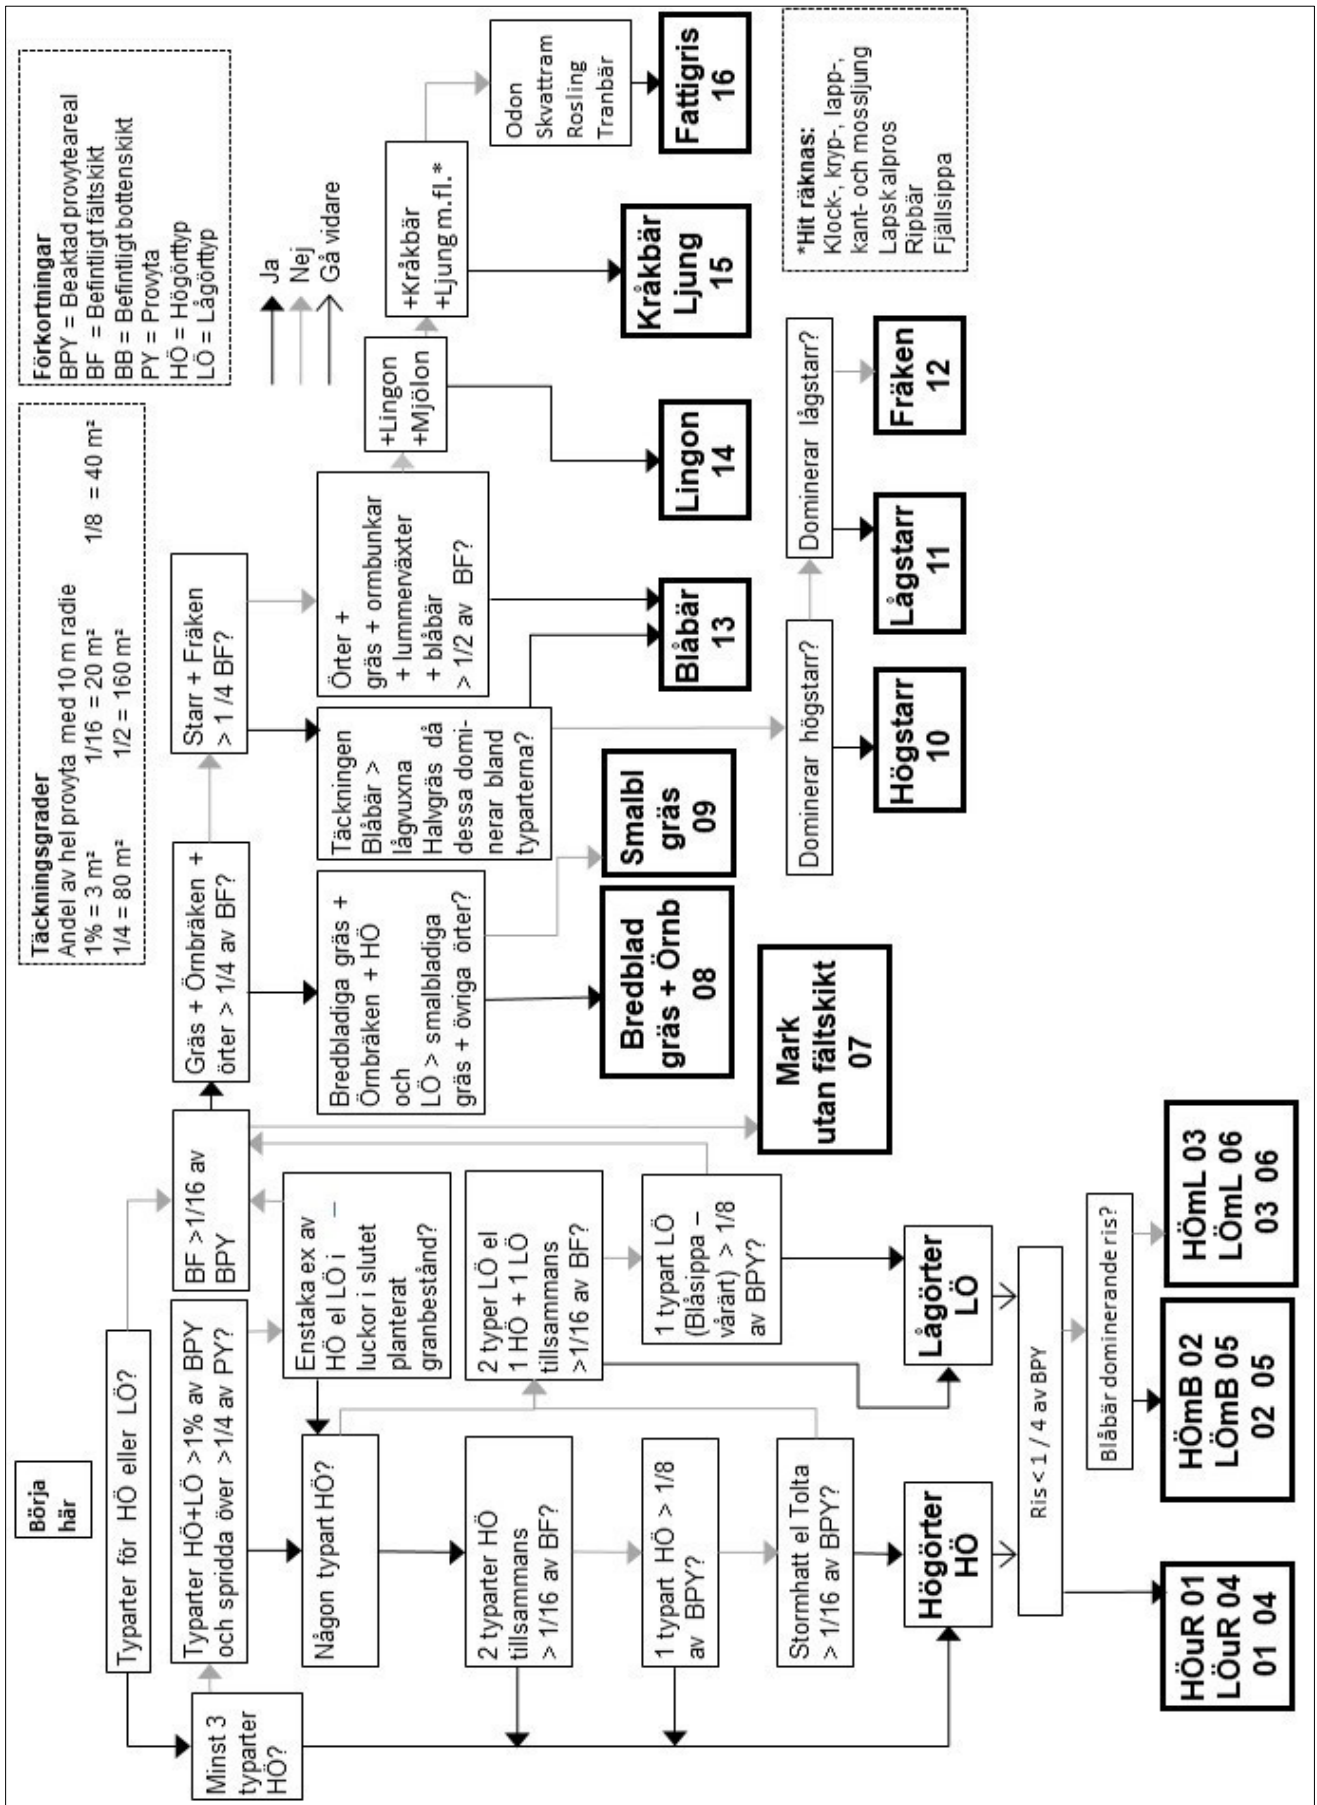 Täckningsgrader
Andel av hel provyta med 10 m radie
1% = 3 m² 1/16 = 20 m² 1/8 = 40 m²
1/4 = 80 m² 1/2 = 160 m²
Förkortningar
BPY = Beaktad provyteareal
BF = Befintligt fältskikt
BB = Befintligt bottenskikt
PY = Provyta
HÖ = Högörttyp
LÖ = Lågörttyp
Ja
Nej
Gå vidare
Börja
här
Typarter för HÖ eller LÖ?
Minst 3
typarter
HÖ?
Typarter HÖ+LÖ >1% av BPY
och spridda över >1/4 av PY?
BF >1/16 av
BPY
Gräs + Örnbräken +
örter > 1/4 av BF?
Starr + Fräken
> 1 /4 BF?
Någon typart HÖ?
Enstaka ex av
HÖ el LÖ i –
luckor i slutet
planterat
granbestånd?
Bredbladiga gräs +
Örnbräken + HÖ
och
LÖ > smalbladiga
gräs + övriga örter?
Täckningen
Blåbär >
lågvuxna
Halvgräs då
dessa domi-
nerar bland
typarterna?
Örter +
gräs + ormbunkar
+ lummerväxter
+ blåbär
> 1/2 av BF?
+Lingon
+Mjölon
+Kråkbär
+Ljung m.fl.*
Odon
Skvattram
Rosling
Tranbär
2 typarter HÖ
tillsammans
> 1/16 av BF?
2 typer LÖ el
1 HÖ + 1 LÖ
tillsammans
>1/16 av BF?
1 typart HÖ > 1/8
av BPY?
1 typart LÖ
(Blåsippa –
vårärt) > 1/8
av BPY?
Stormhatt el Tolta
> 1/16 av BPY?
Bredblad
gräs + Örnb
08
Smalbl
gräs
09
Blåbär
13
Lingon
14
Kråkbär
Ljung
15
Fattigris
16
Mark
utan fältskikt
07
Dominerar högstarr?
Dominerar lågstarr?
*Hit räknas:
Klock-, kryp-, lapp-,
kant- och mossljung
Lapsk alpros
Ripbär
Fjällsippa
Högörter
HÖ
Lågörter
LÖ
Högstarr
10
Lågstarr
11
Fräken
12
Ris < 1 / 4 av BPY
Blåbär dominerande ris?
HÖuR 01
LÖuR 04
01 04
HÖmB 02
LÖmB 05
02 05
HÖmL 03
LÖmL 06
03 06